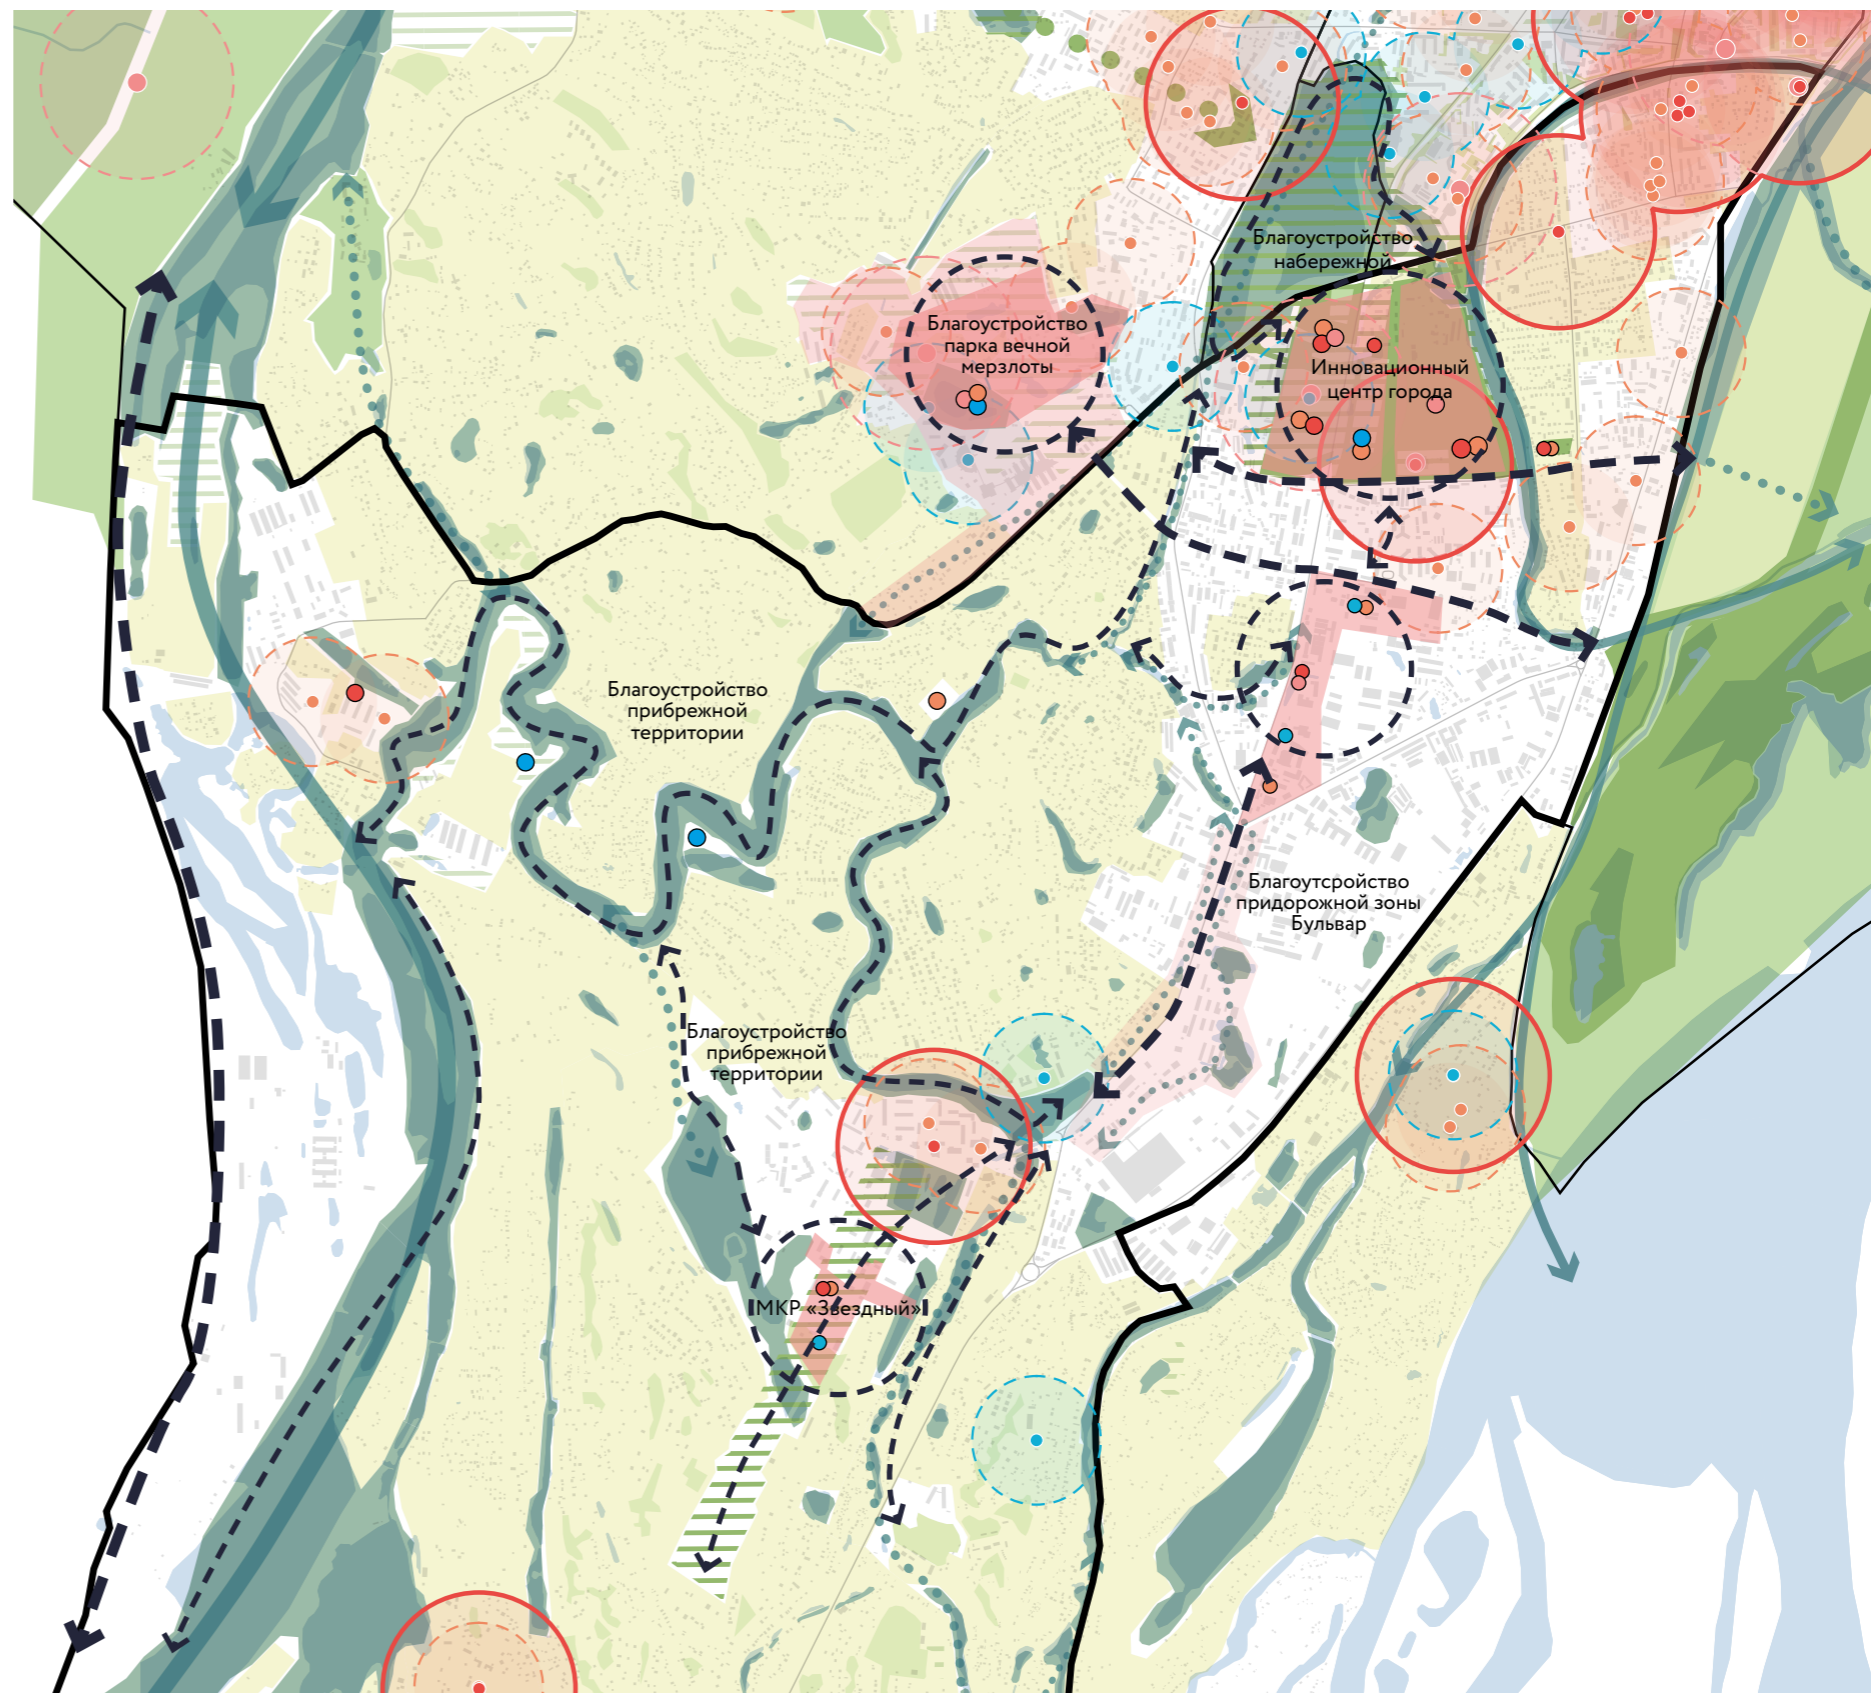 Благоустройство
набережной
Благоустройство
парка вечной
мерзлоты
Инновационный
центр города
Благоустройство
прибрежной
территории
Благоутсройство
придорожной зоны
Бульвар
Благоустройство
прибрежной
территории
МКР «Звездный»